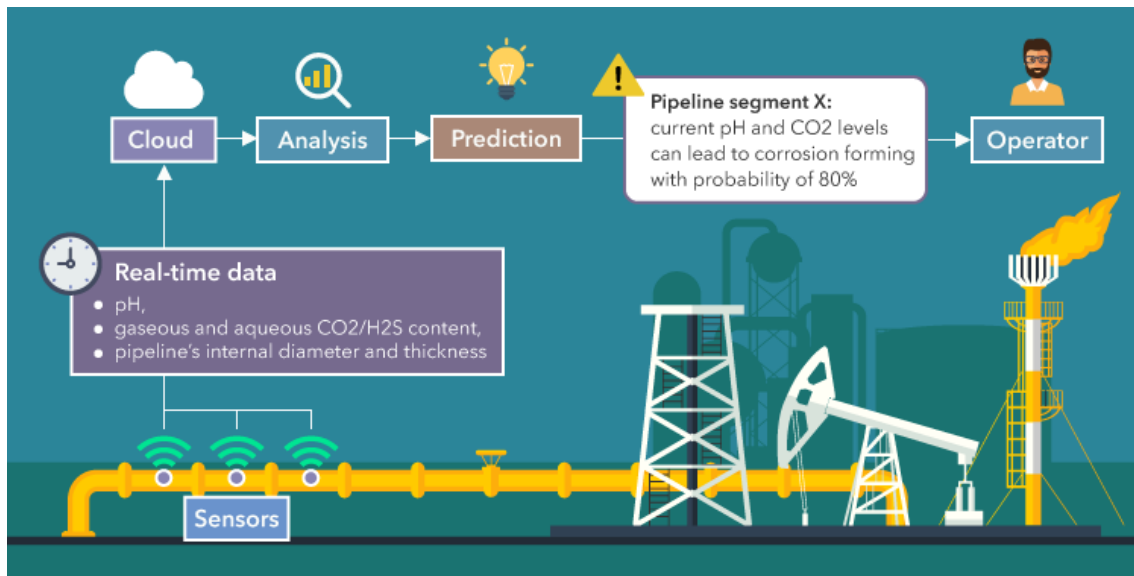 Cloud
Analysis
Prediction
Pipeline segment X:
current pH and CO2 levels
can lead to corrosion forming
with probability of 80%
Operator
Real-time data
• pH,
• gaseous and aqueous CO2/H2S content,
• pipeline’s internal diameter and thickness
Sensors